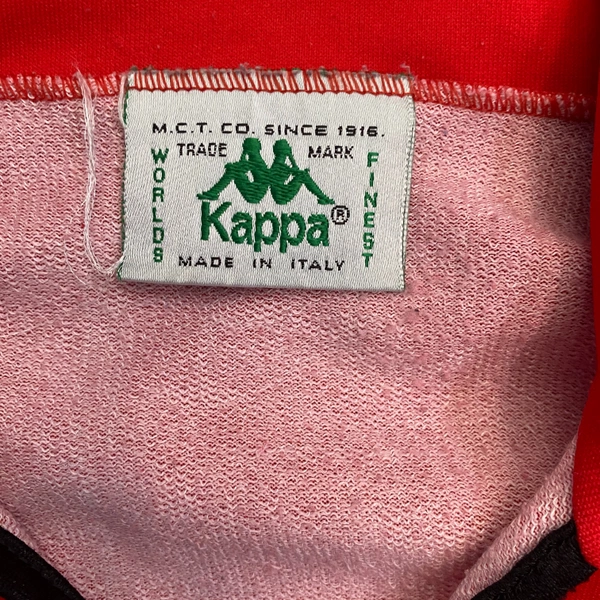 M.C.T. CO. SINCE 1916.
TRADE MARK
WORLDS
FINEST
Kappa®
MADE IN ITALY